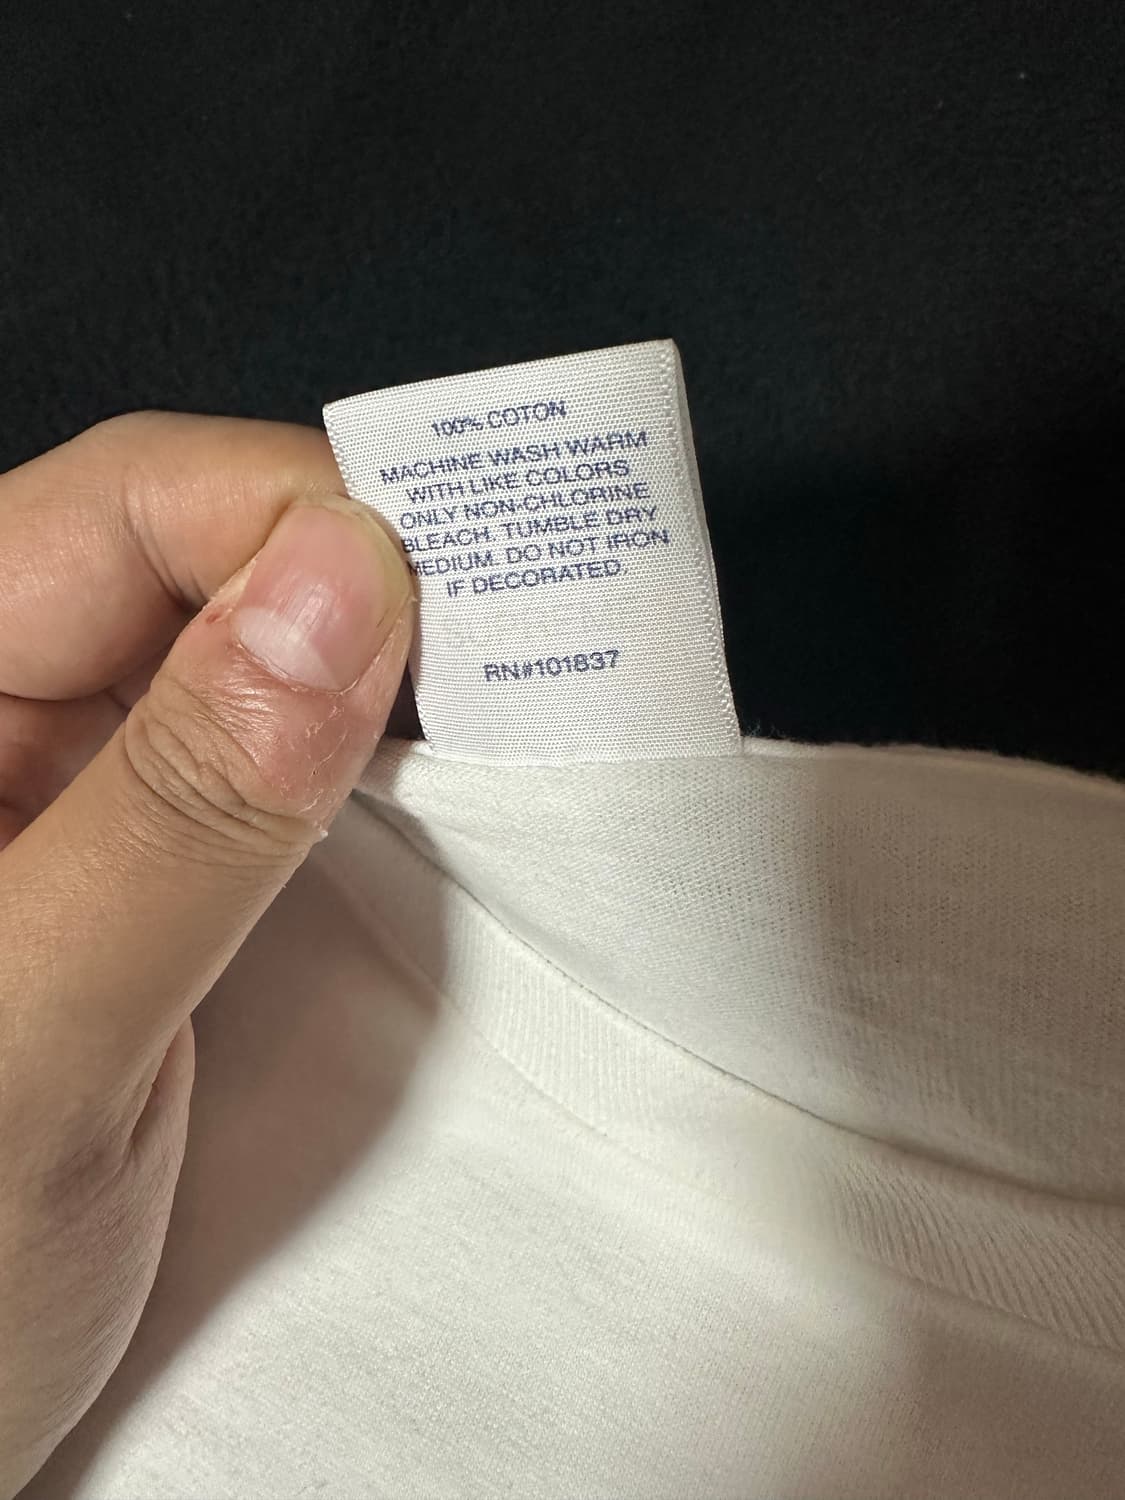 100% COTON
MACHINE WASH WARM
WITH LIKE COLORS
ONLY NON-CHLORINE
BLEACH. TUMBLE DRY
MEDIUM. DO NOT IRON
IF DECORATED
RN#101837